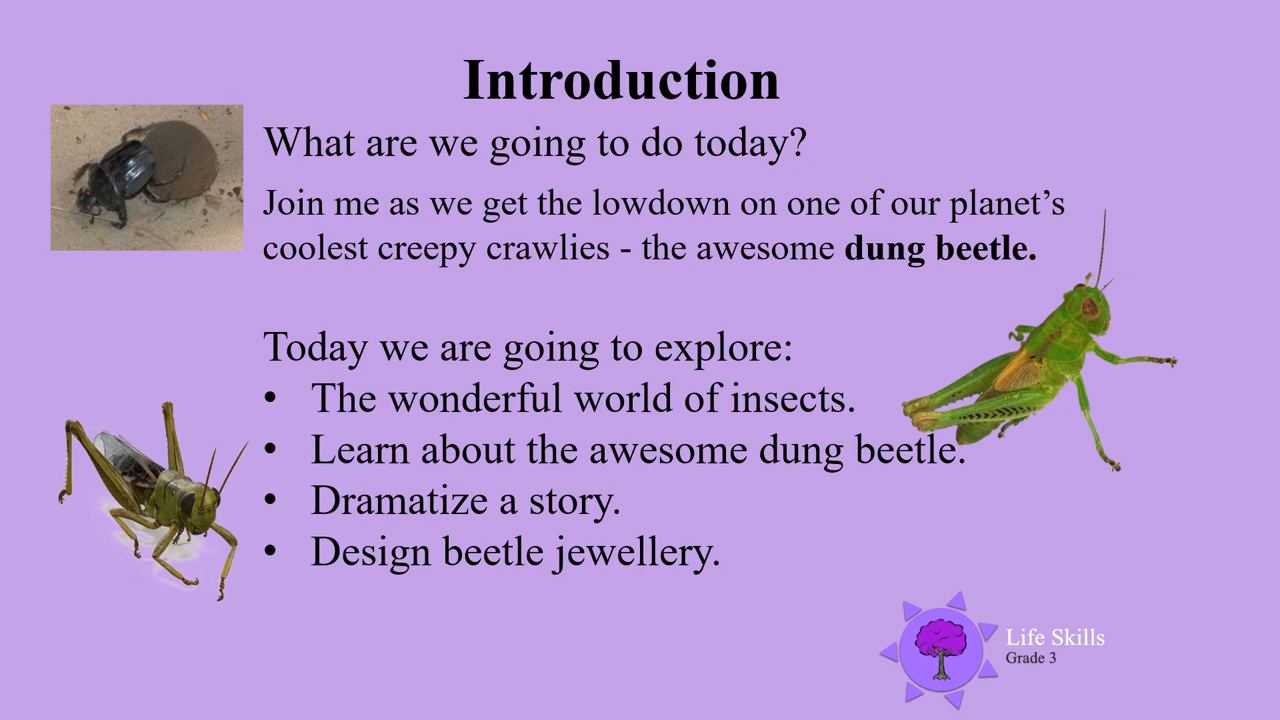 Introduction
What are we going to do today?
Join me as we get the lowdown on one of our planet’s
coolest creepy crawlies - the awesome dung beetle.
Today we are going to explore:
• The wonderful world of insects.
• Learn about the awesome dung beetle.
• Dramatize a story.
• Design beetle jewellery.
Life Skills
Grade 3